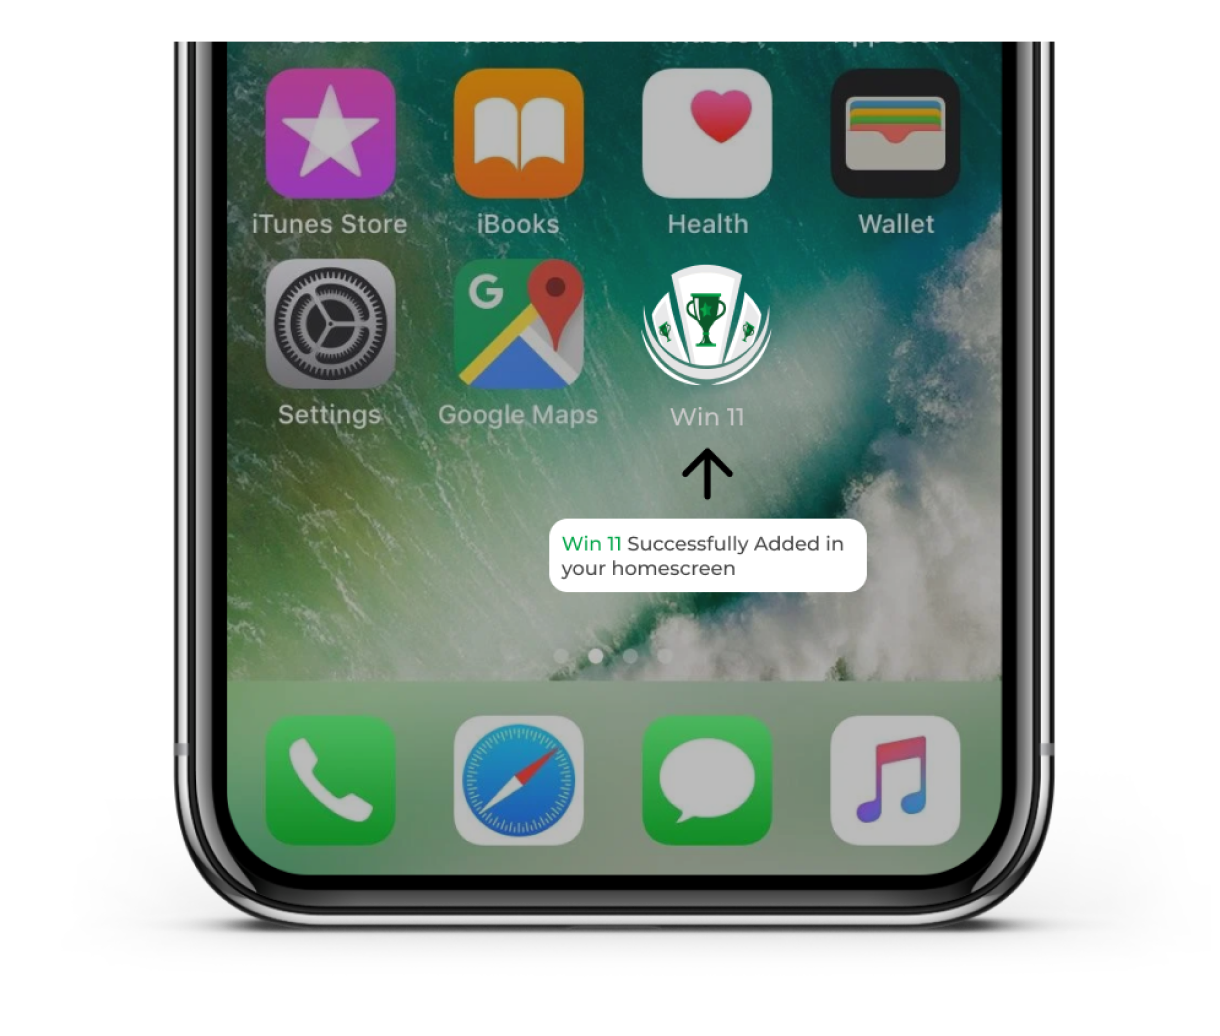 iTunes Store iBooks Health Wallet
G
Settings Google Maps Win 11
Win 11 Successfully Added in
your homescreen